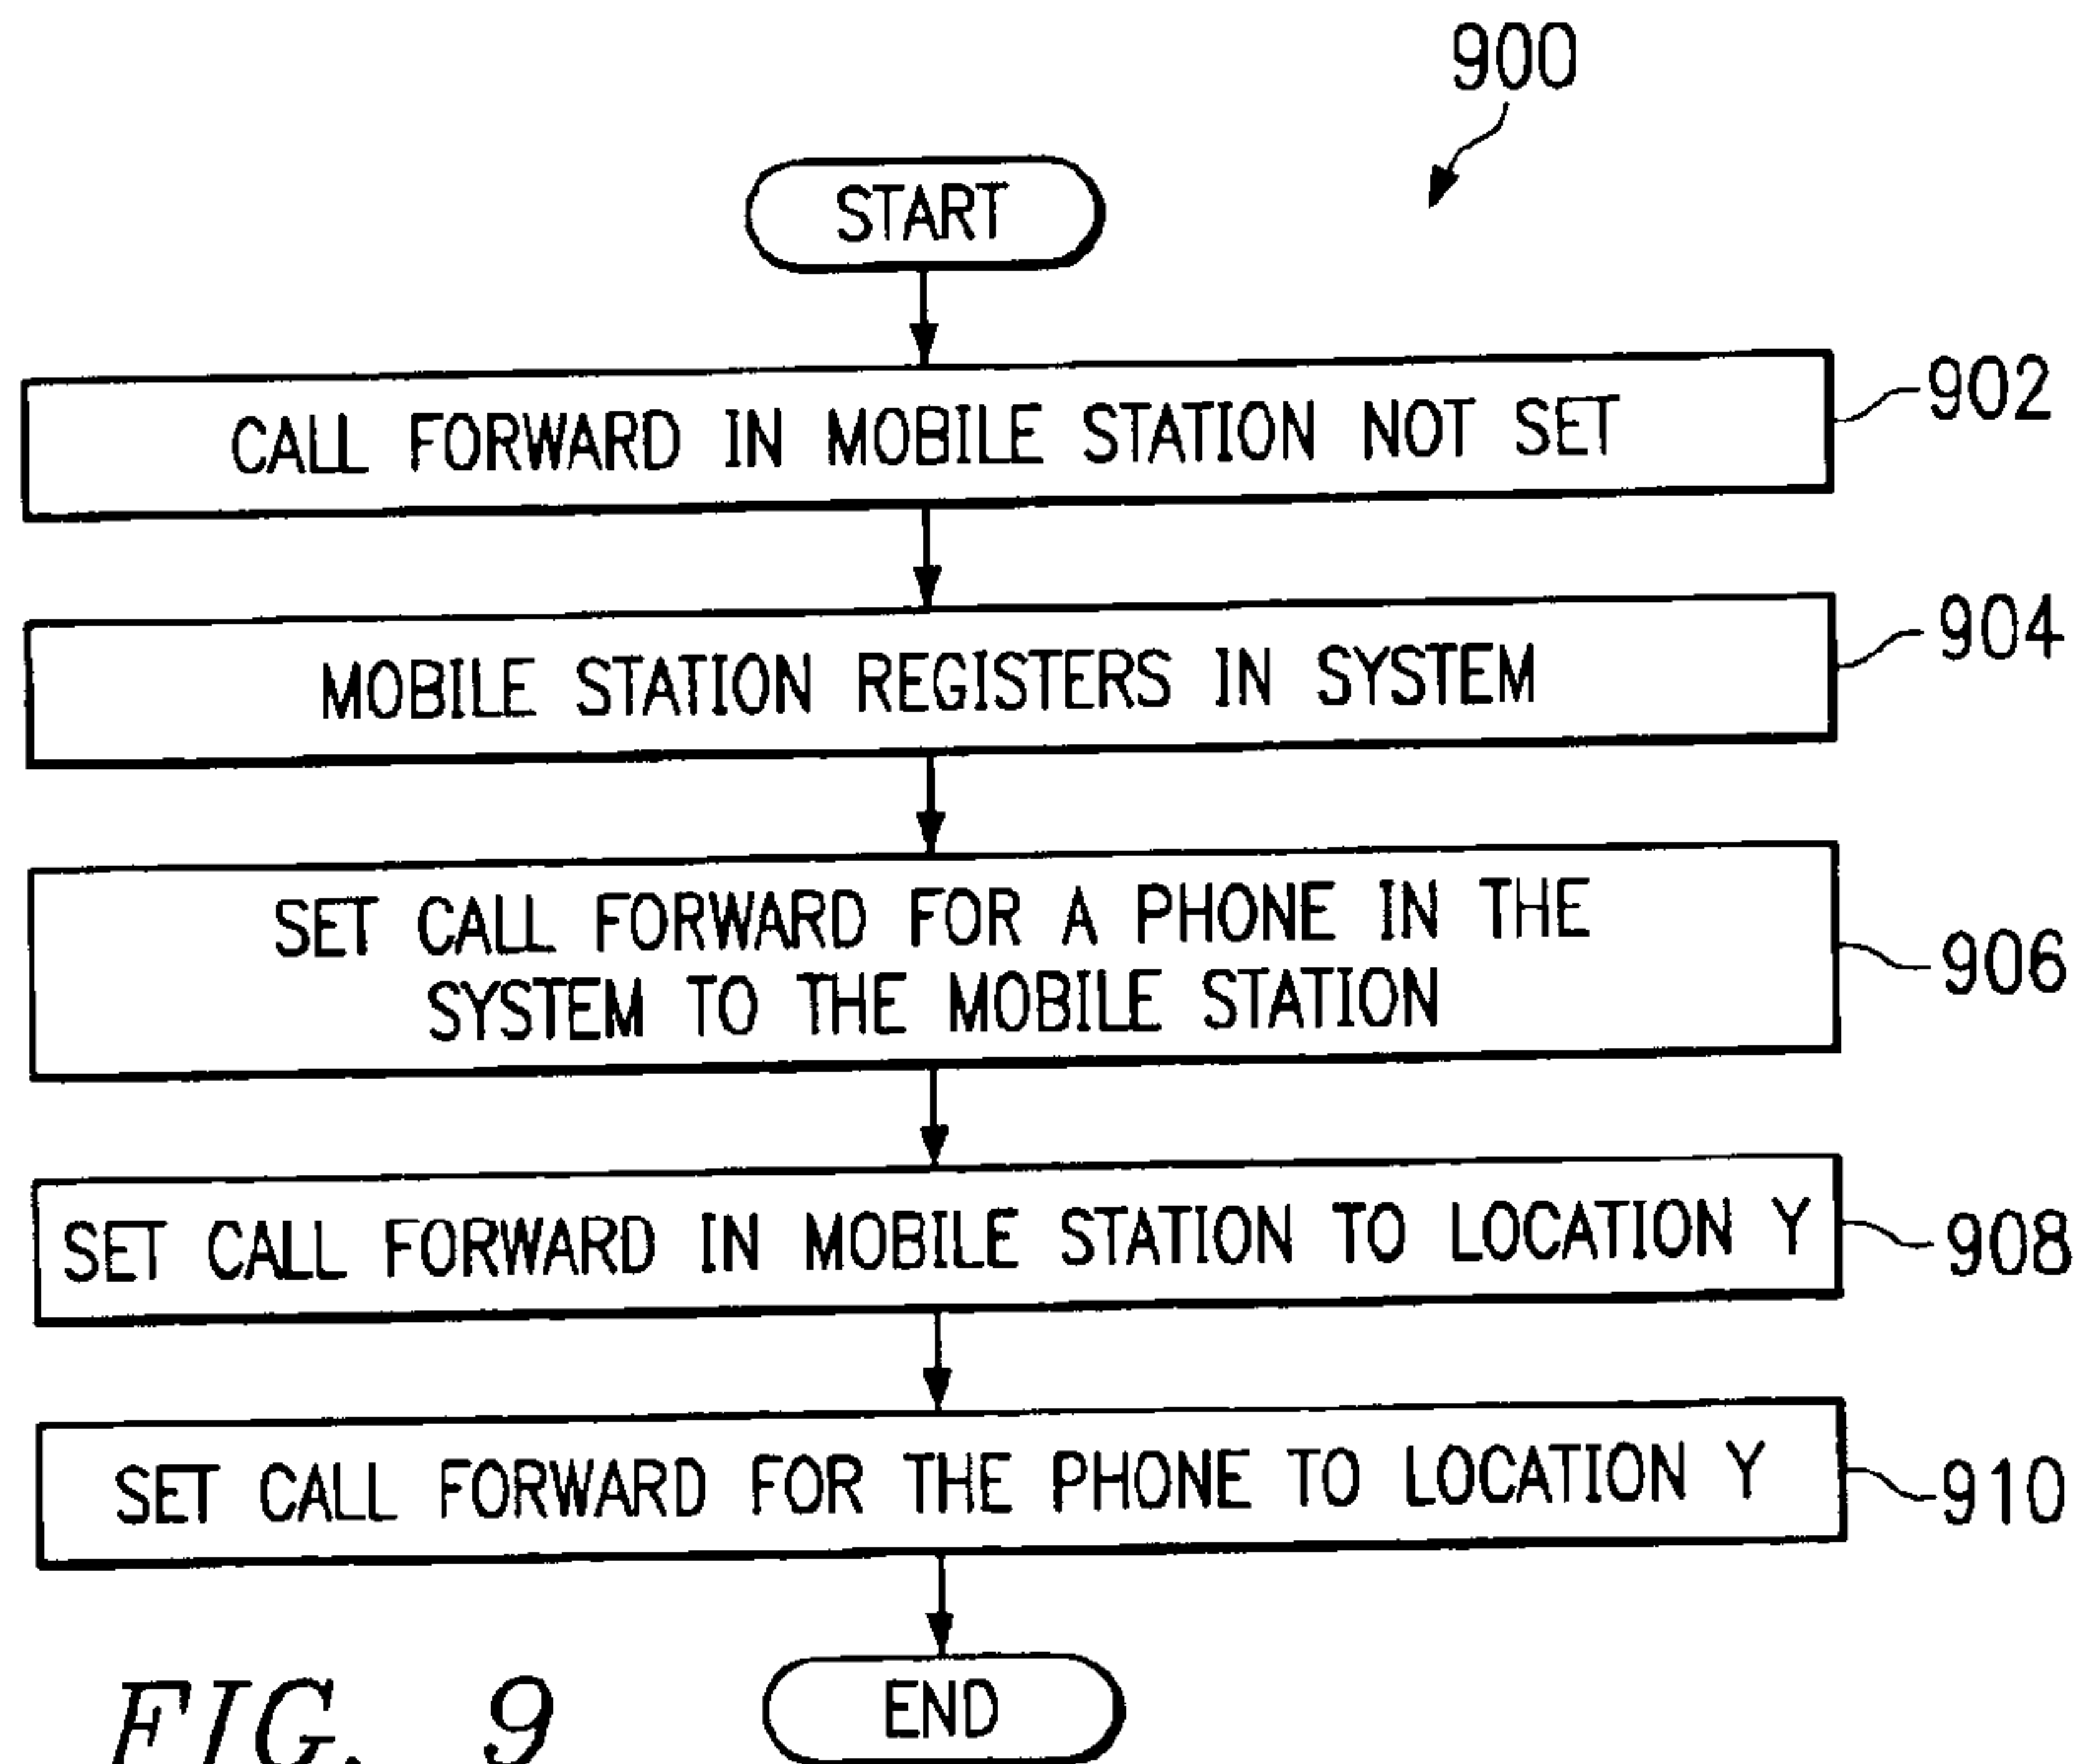 900
START
CALL FORWARD IN MOBILE STATION NOT SET
902
MOBILE STATION REGISTERS IN SYSTEM
904
SET CALL FORWARD FOR A PHONE IN THE
SYSTEM TO THE MOBILE STATION
906
SET CALL FORWARD IN MOBILE STATION TO LOCATION Y
908
SET CALL FORWARD FOR THE PHONE TO LOCATION Y
910
END
FIG. 9